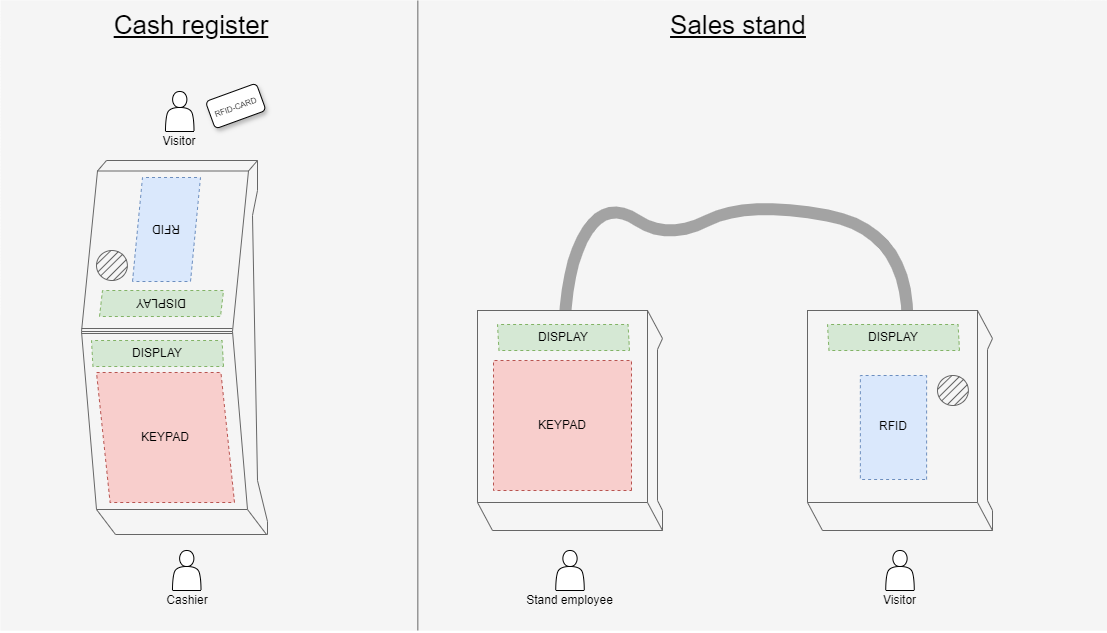 Cash register
Sales stand
RFID-CARD
Visitor
RFID
DISPLAY
DISPLAY
KEYPAD
Cashier
DISPLAY
KEYPAD
Stand employee
DISPLAY
RFID
Visitor